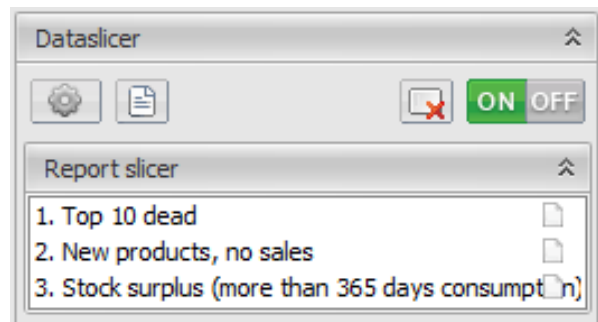 Dataslicer
ON OFF
Report slicer
1. Top 10 dead
2. New products, no sales
3. Stock surplus (more than 365 days consumption)